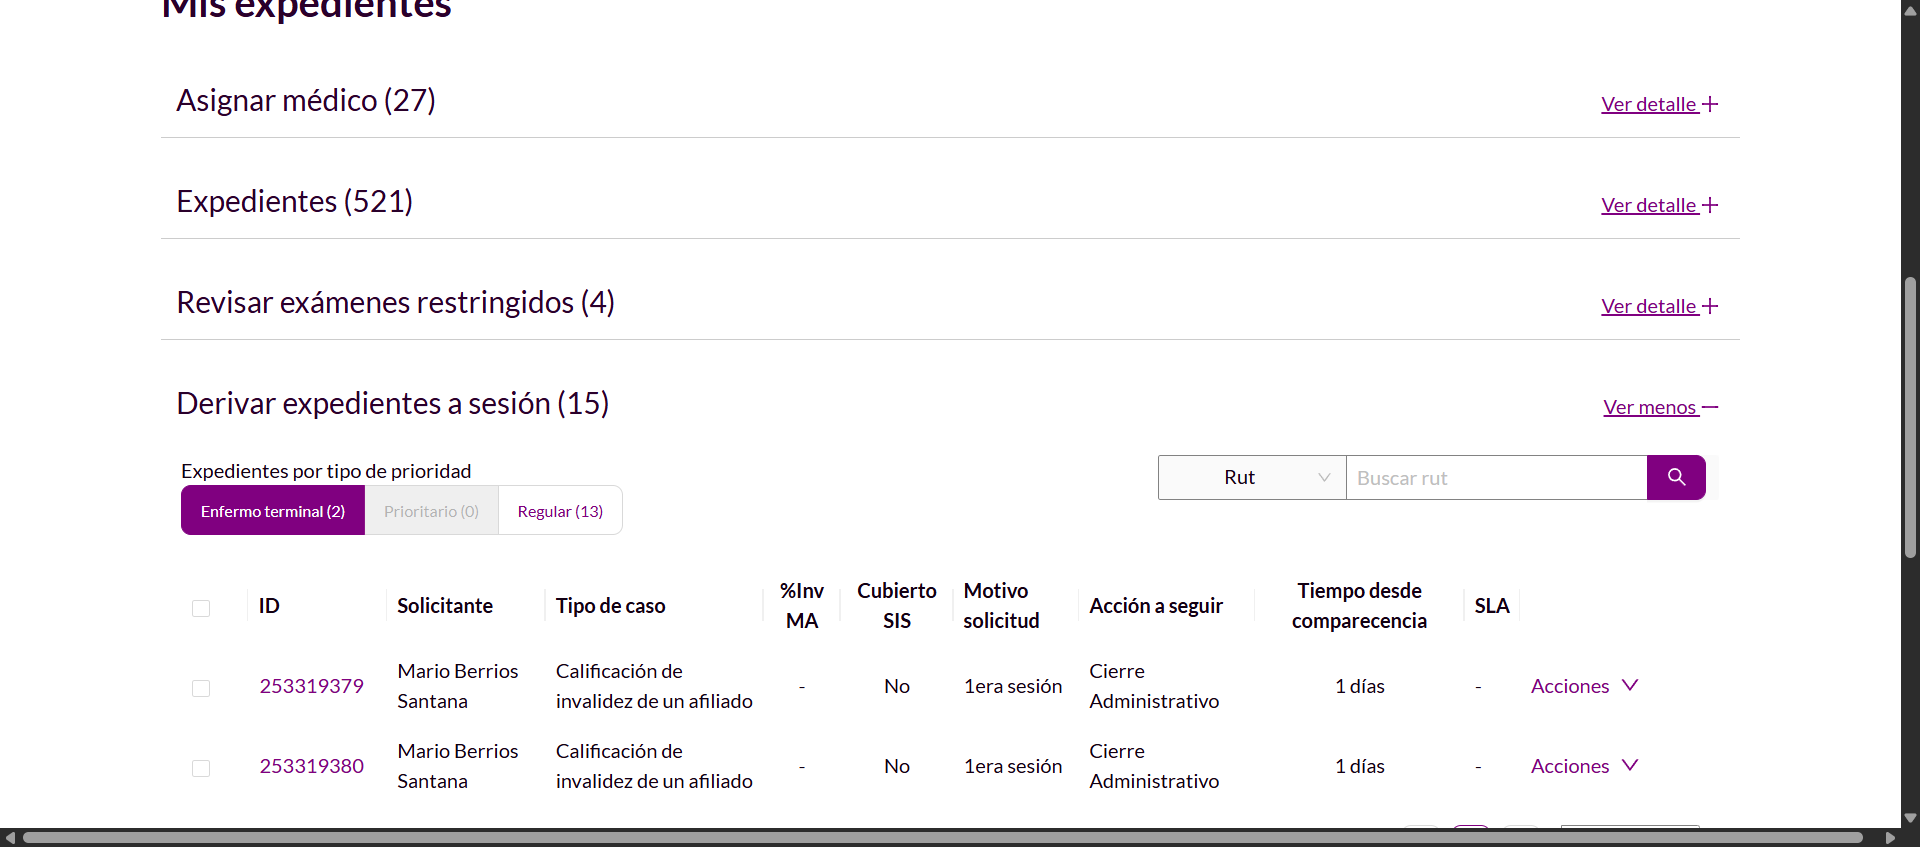 Mis expedientes
Asignar médico (27)
Ver detalle
Expedientes (521)
Ver detalle
Revisar exámenes restringidos (4)
Ver detalle
Derivar expedientes a sesión (15)
Ver menos
Expedientes por tipo de prioridad
Rut
Buscar rut
Enfermo terminal (2)
Prioritario (0)
Regular (13)
ID
Solicitante
Tipo de caso
%Inv
MA
Cubierto
SIS
Motivo
solicitud
Acción a seguir
Tiempo desde
comparecencia
SLA
253319379
Mario Berrios
Santana
Calificación de
invalidez de un afiliado
-
No
1era sesión
Cierre
Administrativo
1 días
-
Acciones
253319380
Mario Berrios
Santana
Calificación de
invalidez de un afiliado
-
No
1era sesión
Cierre
Administrativo
1 días
-
Acciones